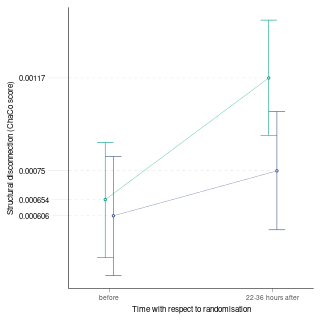 Structural disconnection (ChaCo score)
0.00117
0.00075
0.000654
0.000606
before
22-36 hours after
Time with respect to randomisation